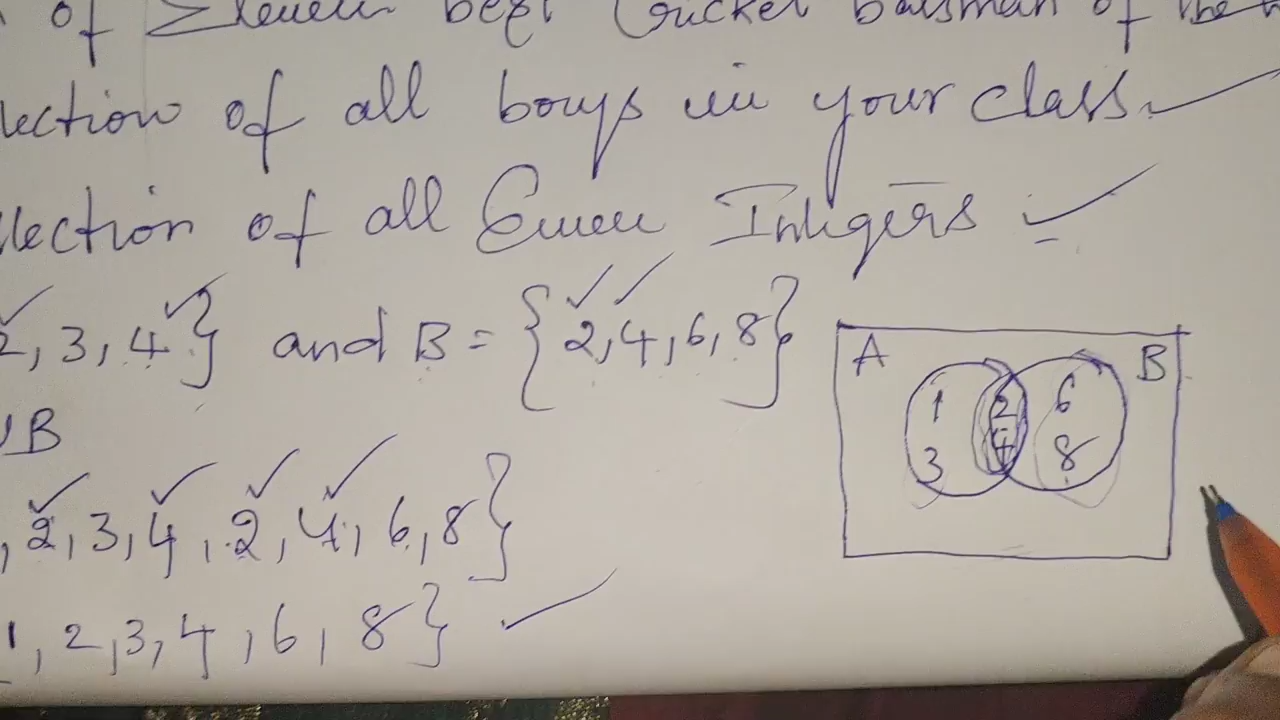 of Eleven best Cricket batsman of the
lection of all boys in your class.
llection of all Even Integers
2, 3, 4} and B = {2, 4, 6, 8}
B
, 2, 3, 4, 2, 4, 6, 8}
1, 2, 3, 4, 6, 8}
A B
1 2 6
3 4 8